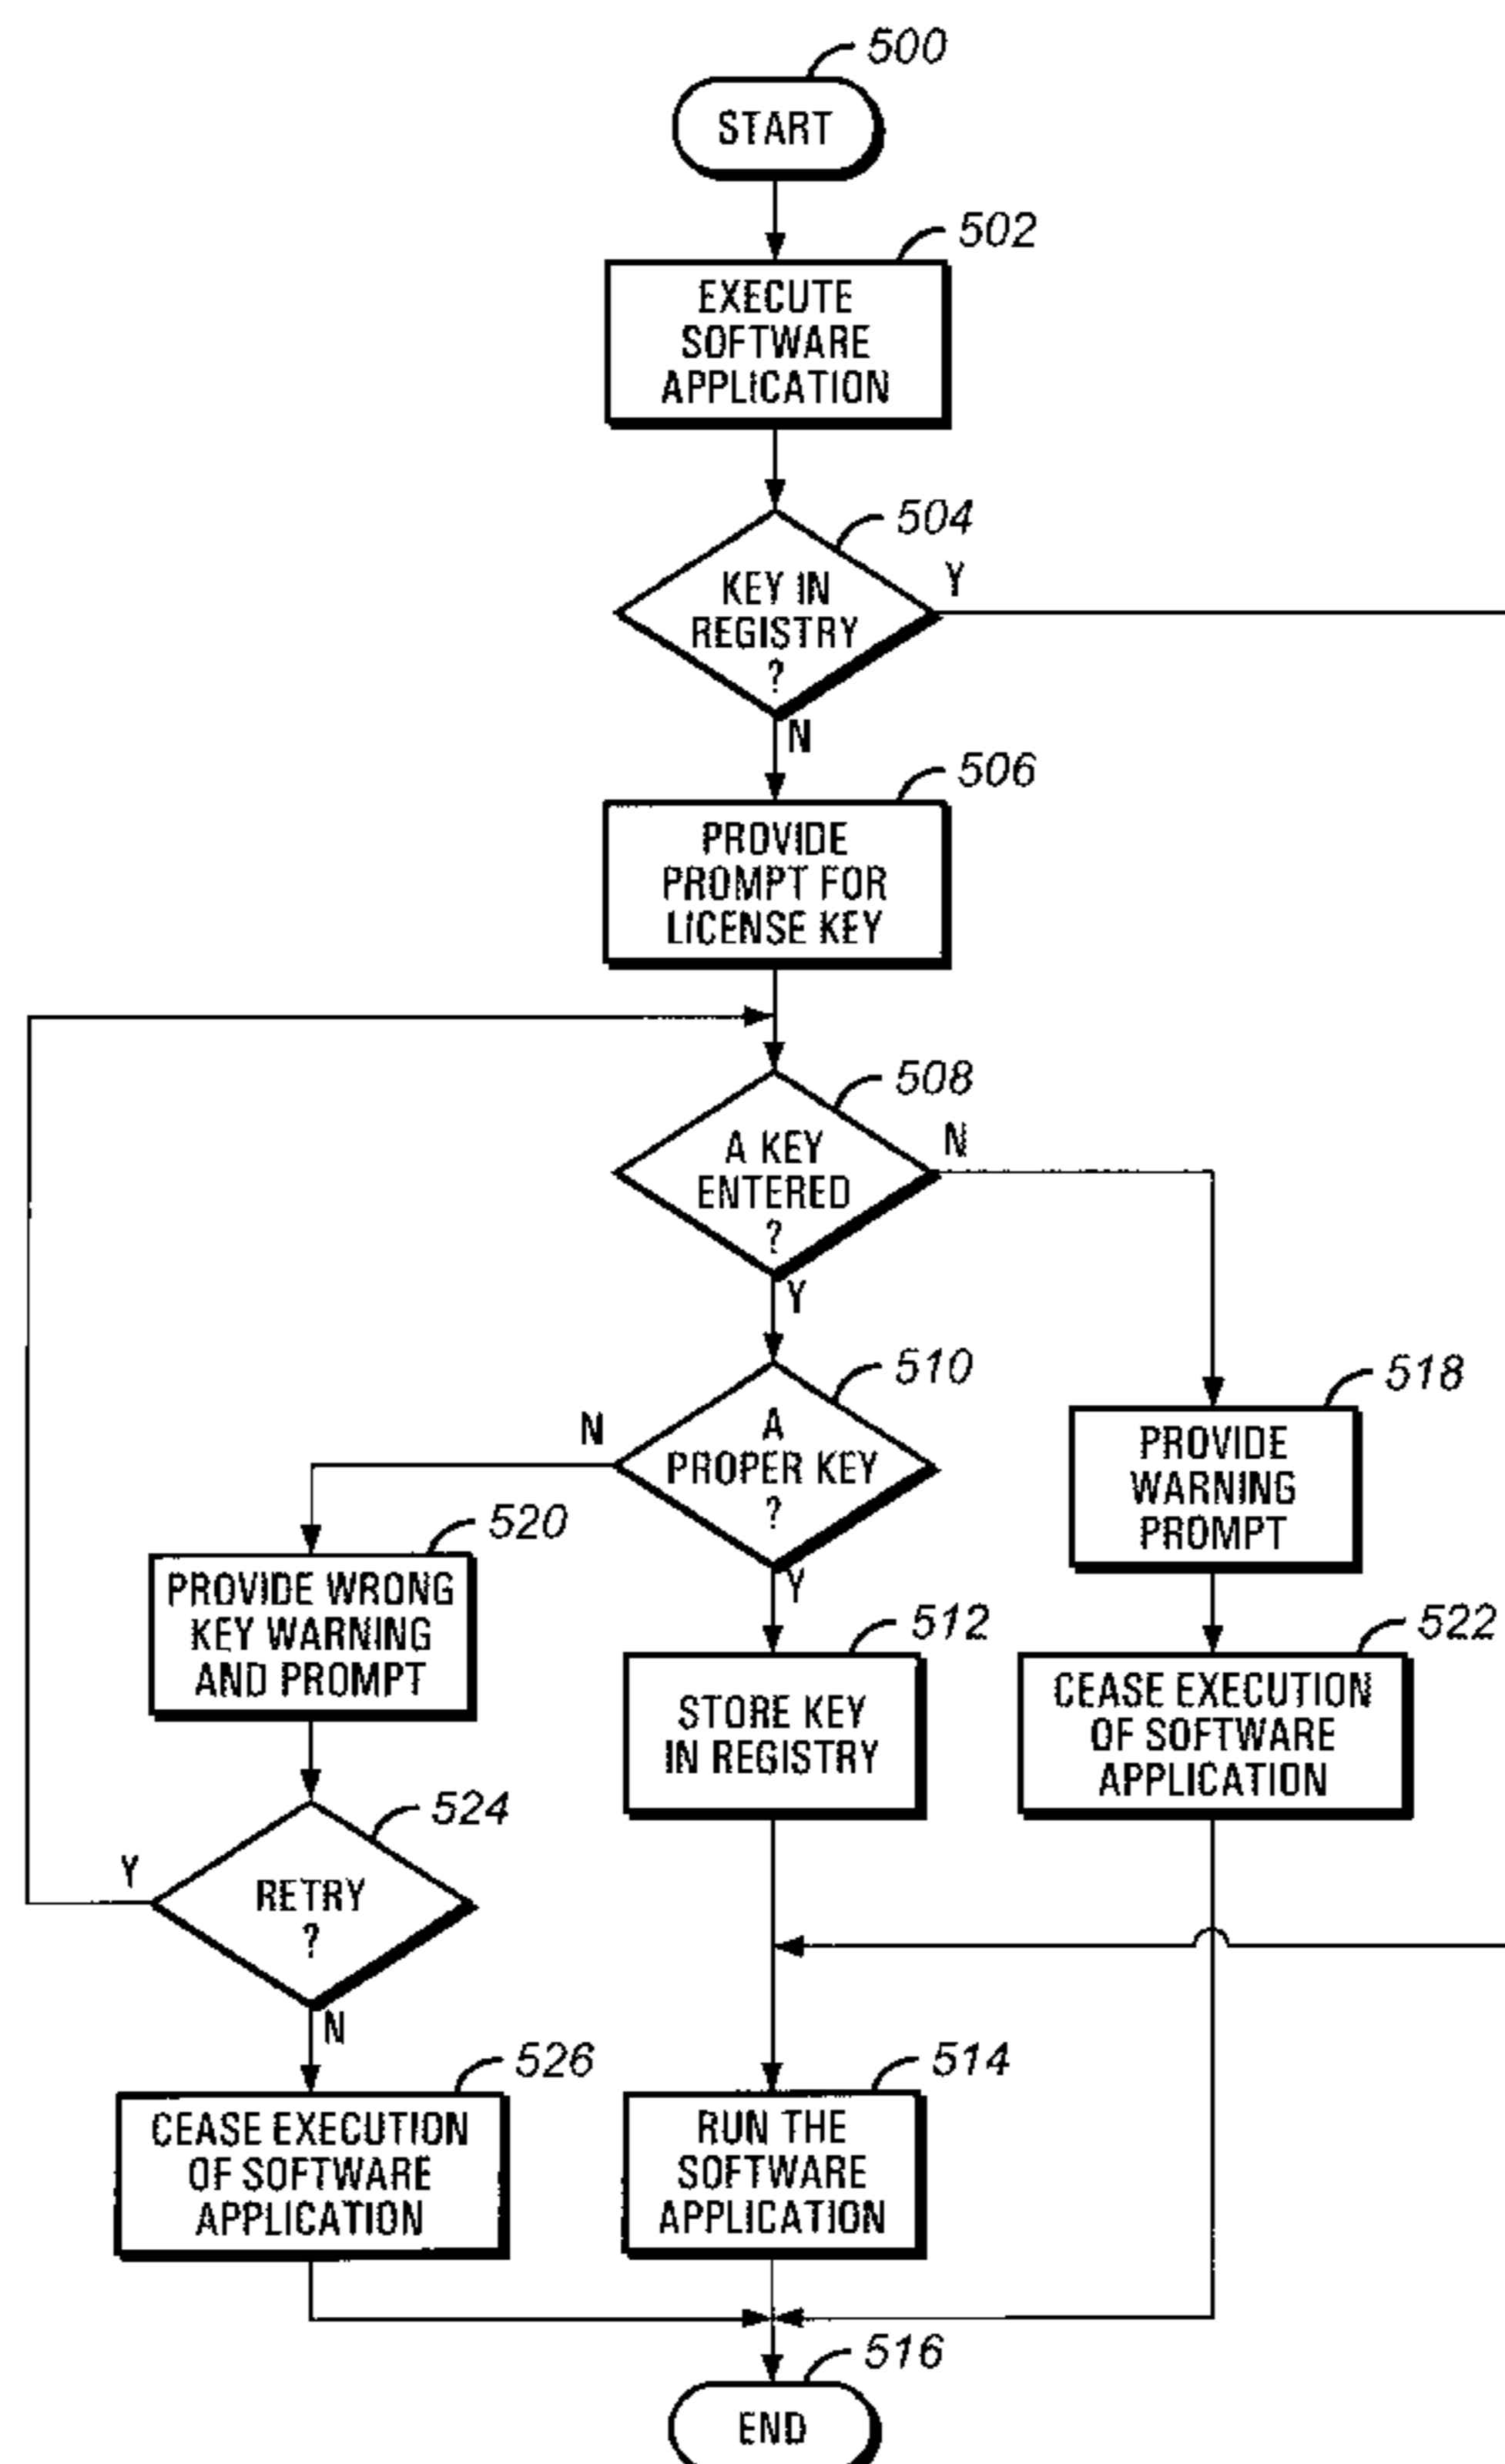 500
START
502
EXECUTE
SOFTWARE
APPLICATION
504
KEY IN
REGISTRY
?
Y
N
506
PROVIDE
PROMPT FOR
LICENSE KEY
508
A KEY
ENTERED
?
N
Y
510
A
PROPER KEY
?
N
Y
518
PROVIDE
WARNING
PROMPT
520
PROVIDE WRONG
KEY WARNING
AND PROMPT
512
STORE KEY
IN REGISTRY
522
CEASE EXECUTION
OF SOFTWARE
APPLICATION
524
RETRY
?
Y
N
526
CEASE EXECUTION
OF SOFTWARE
APPLICATION
514
RUN THE
SOFTWARE
APPLICATION
516
END